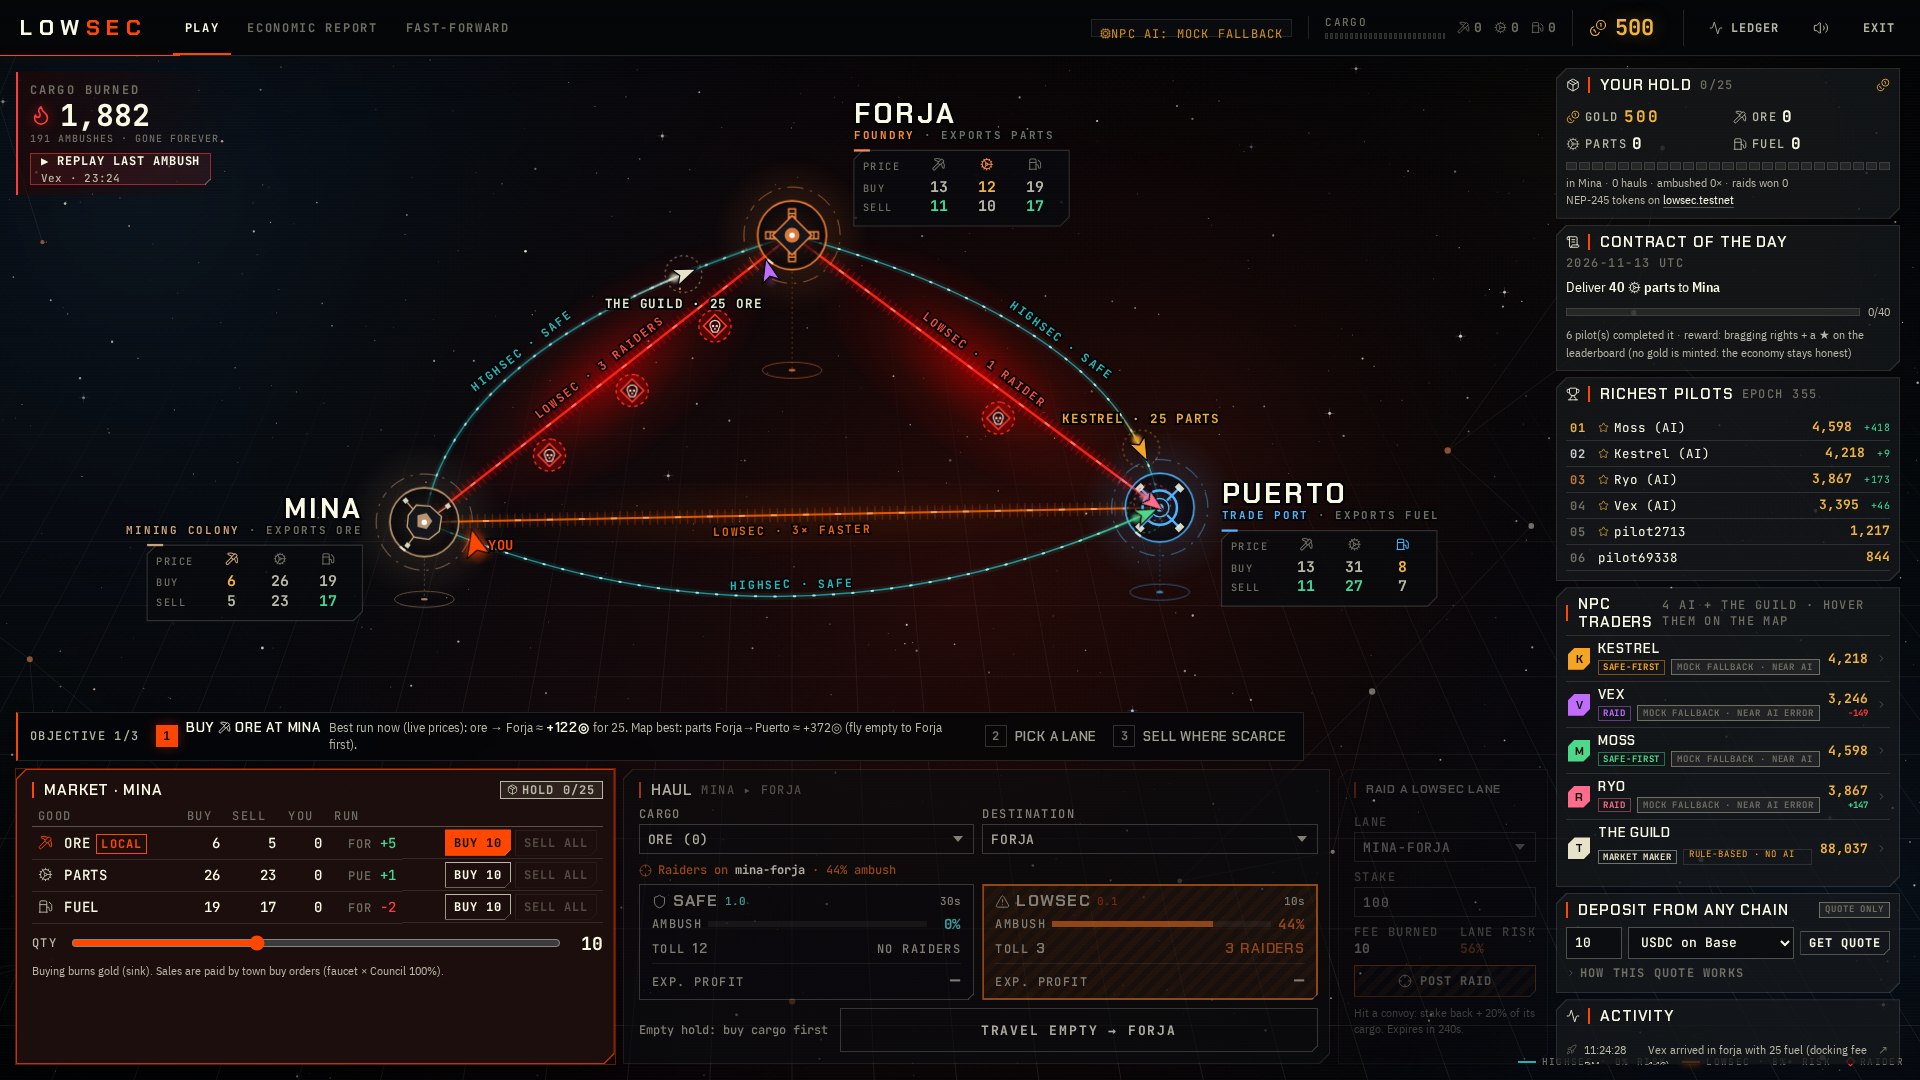 LOWSEC
PLAY
ECONOMIC REPORT
FAST-FORWARD
NPC AI: MOCK FALLBACK
CARGO
0 0 0
500
LEDGER
EXIT
CARGO BURNED
1,882
191 AMBUSHES · GONE FOREVER.
▶ REPLAY LAST AMBUSH
Vex · 23:24
FORJA
FOUNDRY · EXPORTS PARTS
PRICE
BUY 13 12 19
SELL 11 10 17
THE GUILD · 25 ORE
HIGHSEC · SAFE
LOWSEC · 3 RAIDERS
LOWSEC · 1 RAIDER
HIGHSEC · SAFE
KESTREL · 25 PARTS
MINA
MINING COLONY · EXPORTS ORE
PRICE
BUY 6 26 19
SELL 5 23 17
YOU
LOWSEC · 3× FASTER
HIGHSEC · SAFE
PUERTO
TRADE PORT · EXPORTS FUEL
PRICE
BUY 13 31 8
SELL 11 27 7
OBJECTIVE 1/3
1 BUY ORE AT MINA
Best run now (live prices): ore → Forja ≈ +122◎ for 25. Map best: parts Forja→Puerto ≈ +372◎ (fly empty to Forja
first).
2 PICK A LANE
3 SELL WHERE SCARCE
MARKET · MINA
HOLD 0/25
GOOD BUY SELL YOU RUN
ORE LOCAL 6 5 0 FOR +5 BUY 10 SELL ALL
PARTS 26 23 0 PUE +1 BUY 10 SELL ALL
FUEL 19 17 0 FOR -2 BUY 10 SELL ALL
QTY 10
Buying burns gold (sink). Sales are paid by town buy orders (faucet × Council 100%).
HAUL MINA ▸ FORJA
CARGO
ORE (0)
DESTINATION
FORJA
Raiders on mina-forja · 44% ambush
SAFE 1.0 30s
AMBUSH 0%
TOLL 12 NO RAIDERS
EXP. PROFIT —
LOWSEC 0.1 10s
AMBUSH 44%
TOLL 3 3 RAIDERS
EXP. PROFIT —
Empty hold: buy cargo first
TRAVEL EMPTY → FORJA
RAID A LOWSEC LANE
LANE
MINA-FORJA
STAKE
100
FEE BURNED LANE RISK
10 56%
POST RAID
Hit a convoy: stake back + 20% of its
cargo. Expires in 240s.
YOUR HOLD 0/25
GOLD 500 ORE 0
PARTS 0 FUEL 0
in Mina · 0 hauls · ambushed 0× · raids won 0
NEP-245 tokens on lowsec.testnet
CONTRACT OF THE DAY
2026-11-13 UTC
Deliver 40 parts to Mina
0/40
6 pilot(s) completed it · reward: bragging rights + a ★ on the
leaderboard (no gold is minted: the economy stays honest)
RICHEST PILOTS EPOCH 355
01 Moss (AI) 4,598 +418
02 Kestrel (AI) 4,218 +9
03 Ryo (AI) 3,867 +173
04 Vex (AI) 3,395 +46
05 pilot2713 1,217
06 pilot69338 844
NPC TRADERS
4 AI + THE GUILD · HOVER
THEM ON THE MAP
K KESTREL
SAFE-FIRST MOCK FALLBACK · NEAR AI 4,218
V VEX
RAID MOCK FALLBACK · NEAR AI ERROR 3,246 -149
M MOSS
SAFE-FIRST MOCK FALLBACK · NEAR AI 4,598
R RYO
RAID MOCK FALLBACK · NEAR AI ERROR 3,867 +147
T THE GUILD
MARKET MAKER RULE-BASED · NO AI 88,037
DEPOSIT FROM ANY CHAIN
QUOTE ONLY
10 USDC on Base GET QUOTE
HOW THIS QUOTE WORKS
ACTIVITY
11:24:28 Vex arrived in forja with 25 fuel (docking fee